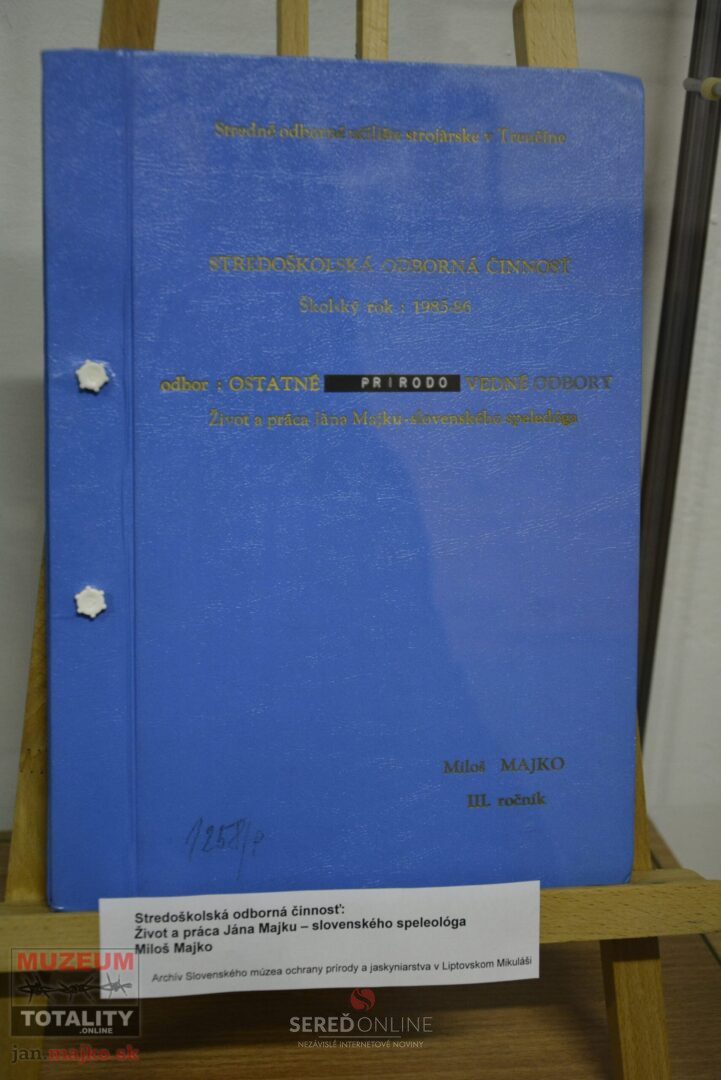 Stredné odborné učilište strojárske v Trenčíne
STREDOŠKOLSKÁ ODBORNÁ ČINNOSŤ
Školský rok : 1985-86
odbor : OSTATNÉ PRÍRODO VEDNÉ ODBORY
Život a práca Jána Majku-slovenského speleológa
Miloš MAJKO
III. ročník
Stredoškolská odborná činnosť:
Život a práca Jána Majku – slovenského speleológa
Miloš Majko
Archív Slovenského múzea ochrany prírody a jaskyniarstva v Liptovskom Mikuláši
MUZEUM
TOTALITY
.ONLINE
jan.majko.sk
SEREĎONLINE
NEZÁVISLÉ INTERNETOVÉ NOVINY